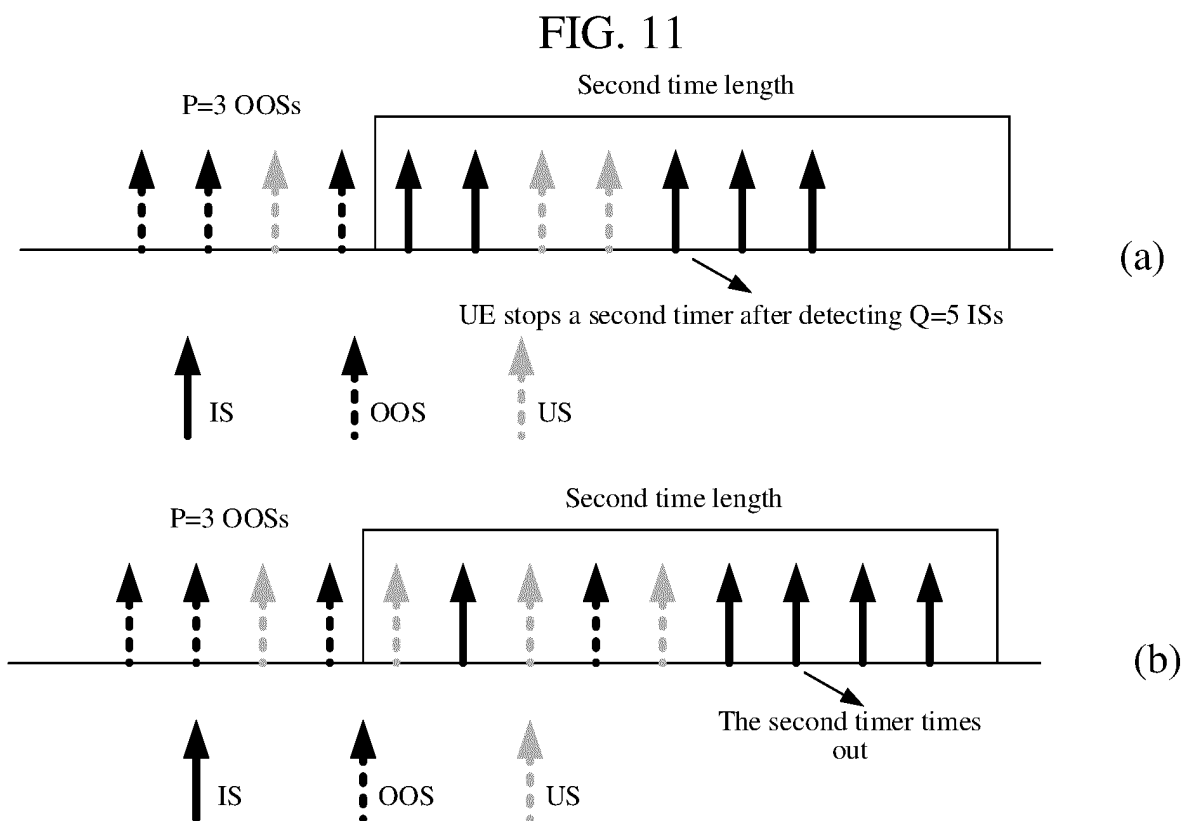 FIG. 11
Second time length
P=3 OOSs
(a)
UE stops a second timer after detecting Q=5 ISs
IS
OOS
US
Second time length
P=3 OOSs
(b)
The second timer times
out
IS
OOS
US